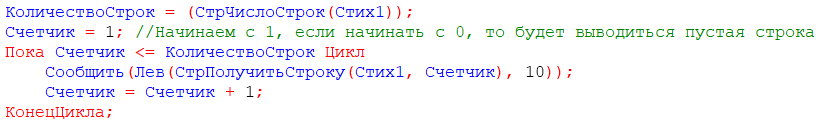 КоличествоСтрок = (СтрЧислоСтрок(Стих1));
Счетчик = 1; //Начинаем с 1, если начинать с 0, то будет выводиться пустая строка
Пока Счетчик <= КоличествоСтрок Цикл
    Сообщить(Лев(СтрПолучитьСтроку(Стих1, Счетчик), 10));
    Счетчик = Счетчик + 1;
КонецЦикла;